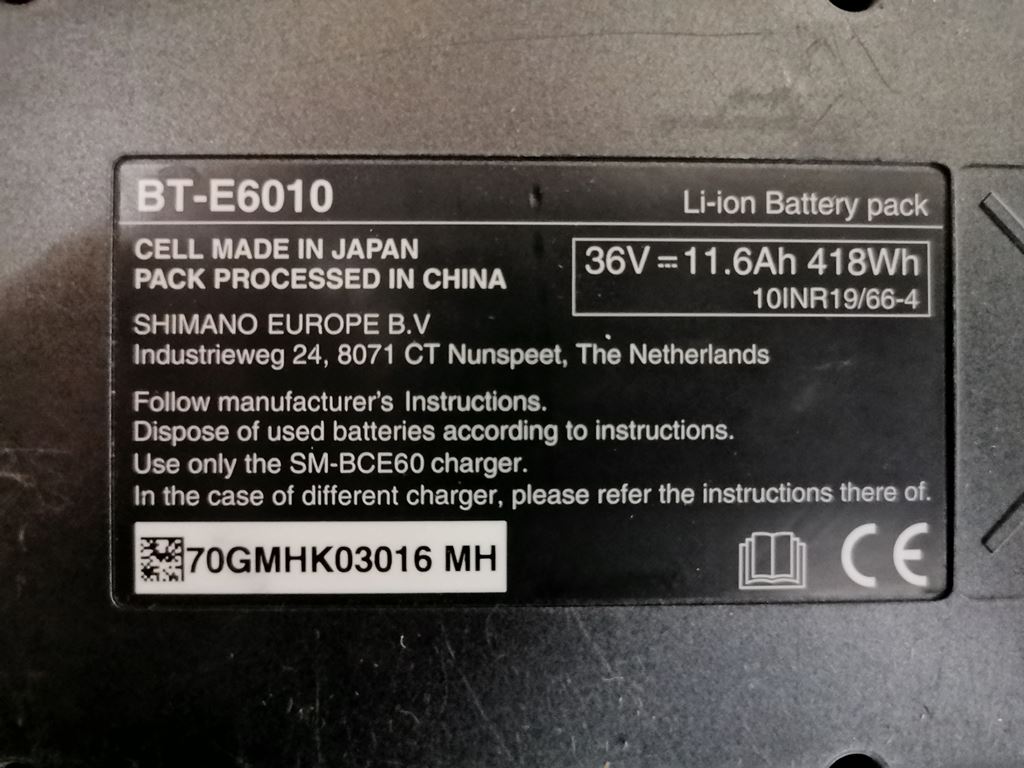 BT-E6010
Li-ion Battery pack
CELL MADE IN JAPAN
PACK PROCESSED IN CHINA
36V⎓11.6Ah 418Wh
10INR19/66-4
SHIMANO EUROPE B.V
Industrieweg 24, 8071 CT Nunspeet, The Netherlands
Follow manufacturer's Instructions.
Dispose of used batteries according to instructions.
Use only the SM-BCE60 charger.
In the case of different charger, please refer the instructions there of.
70GMHK03016 MH
CE